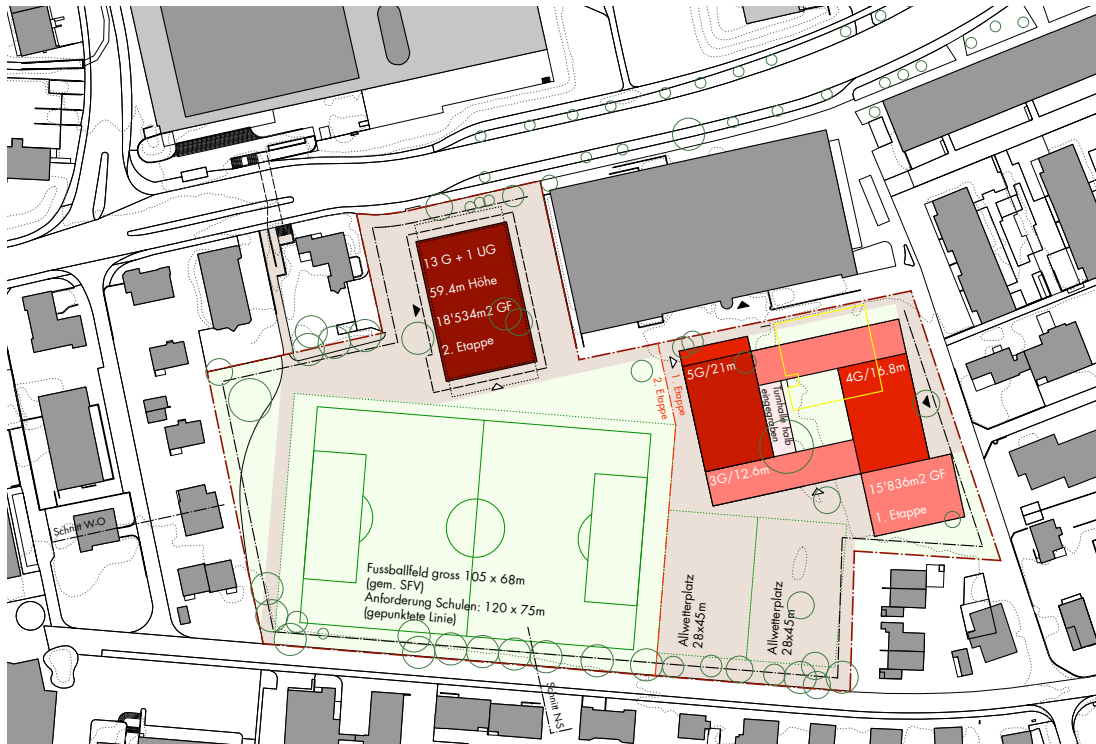 13 G + 1 UG
59.4m Höhe
18'534m2 GF
2. Etappe
1. Etappe
2. Etappe
5G/21m
4G/16.8m
Turnhalle halb
eingegraben
3G/12.6m
15'836m2 GF
1. Etappe
Schnitt W-O
Fussballfeld gross 105 x 68m
(gem. SFV)
Anforderung Schulen: 120 x 75m
(gepunktete Linie)
Allwetterplatz
28x45m
Allwetterplatz
28x45m
Schnitt N-S